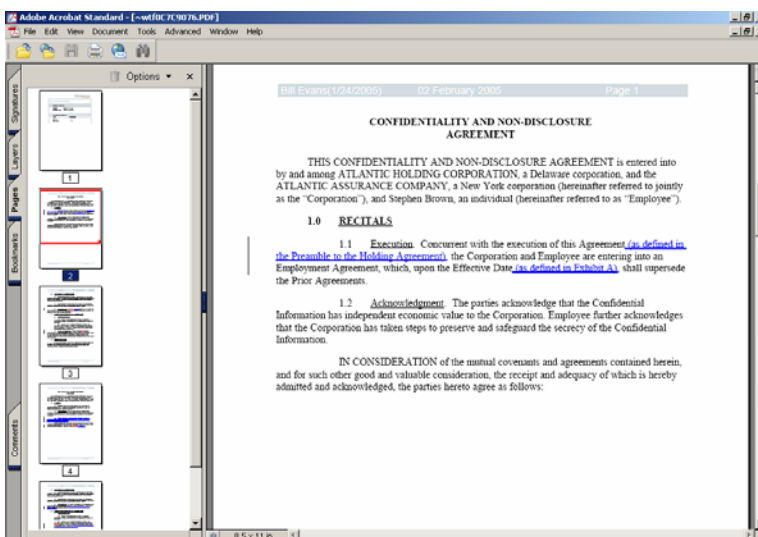 Adobe Acrobat Standard - [~wtf0C7C9076.PDF]
File Edit View Document Tools Advanced Window Help
Options
Signatures
Layers
Pages
Bookmarks
Comments
1
2
3
4
Bill Evans(1/24/2005) 02 February 2005 Page 1
CONFIDENTIALITY AND NON-DISCLOSURE
AGREEMENT
THIS CONFIDENTIALITY AND NON-DISCLOSURE AGREEMENT is entered into
by and among ATLANTIC HOLDING CORPORATION, a Delaware corporation, and the
ATLANTIC ASSURANCE COMPANY, a New York corporation (hereinafter referred to jointly
as the "Corporation"), and Stephen Brown, an individual (hereinafter referred to as "Employee").
1.0 RECITALS
1.1 Execution. Concurrent with the execution of this Agreement (as defined in
the Preamble to the Holding Agreement), the Corporation and Employee are entering into an
Employment Agreement, which, upon the Effective Date (as defined in Exhibit A), shall supersede
the Prior Agreements.
1.2 Acknowledgment. The parties acknowledge that the Confidential
Information has independent economic value to the Corporation. Employee further acknowledges
that the Corporation has taken steps to preserve and safeguard the secrecy of the Confidential
Information.
IN CONSIDERATION of the mutual covenants and agreements contained herein,
and for such other good and valuable consideration, the receipt and adequacy of which is hereby
admitted and acknowledged, the parties hereto agree as follows:
8.5 x 11 in